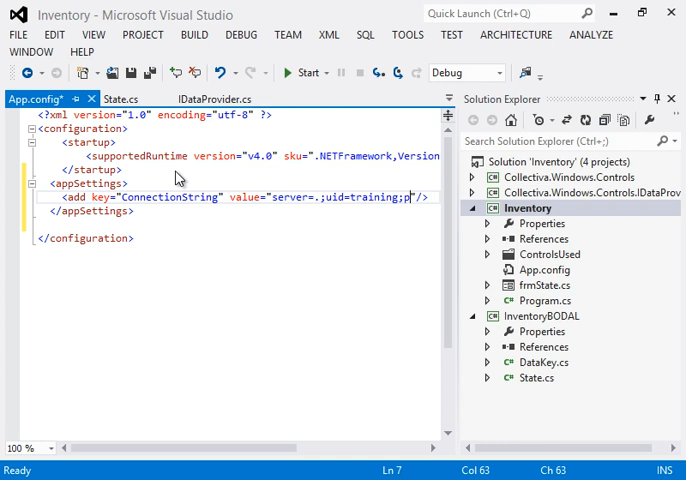 Inventory - Microsoft Visual Studio
Quick Launch (Ctrl+Q)
FILE EDIT VIEW PROJECT BUILD DEBUG TEAM XML SQL TOOLS TEST ARCHITECTURE ANALYZE
WINDOW HELP
Start Debug
App.config* State.cs IDataProvider.cs
<?xml version="1.0" encoding="utf-8" ?>
<configuration>
<startup>
<supportedRuntime version="v4.0" sku=".NETFramework,Version
</startup>
<appSettings>
<add key="ConnectionString" value="server=.;uid=training;p"/>
</appSettings>
</configuration>
100 %
Solution Explorer
Search Solution Explorer (Ctrl+;)
Solution 'Inventory' (4 projects)
Collectiva.Windows.Controls
Collectiva.Windows.Controls.IDataProv
Inventory
Properties
References
ControlsUsed
App.config
frmState.cs
Program.cs
InventoryBODAL
Properties
References
DataKey.cs
State.cs
Ready Ln 7 Col 63 Ch 63 INS